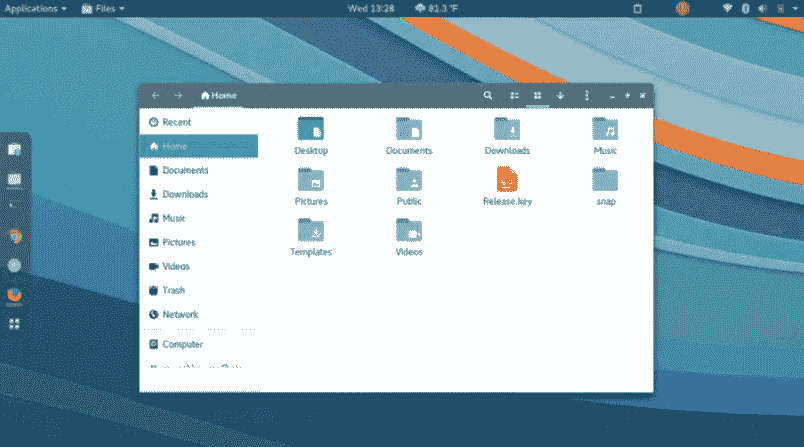 Applications Files Wed 13:28 81.3 °F
Home
Recent
Home
Documents
Downloads
Music
Pictures
Videos
Trash
Network
Computer
Desktop Documents Downloads Music
Pictures Public Release.key snap
Templates Videos